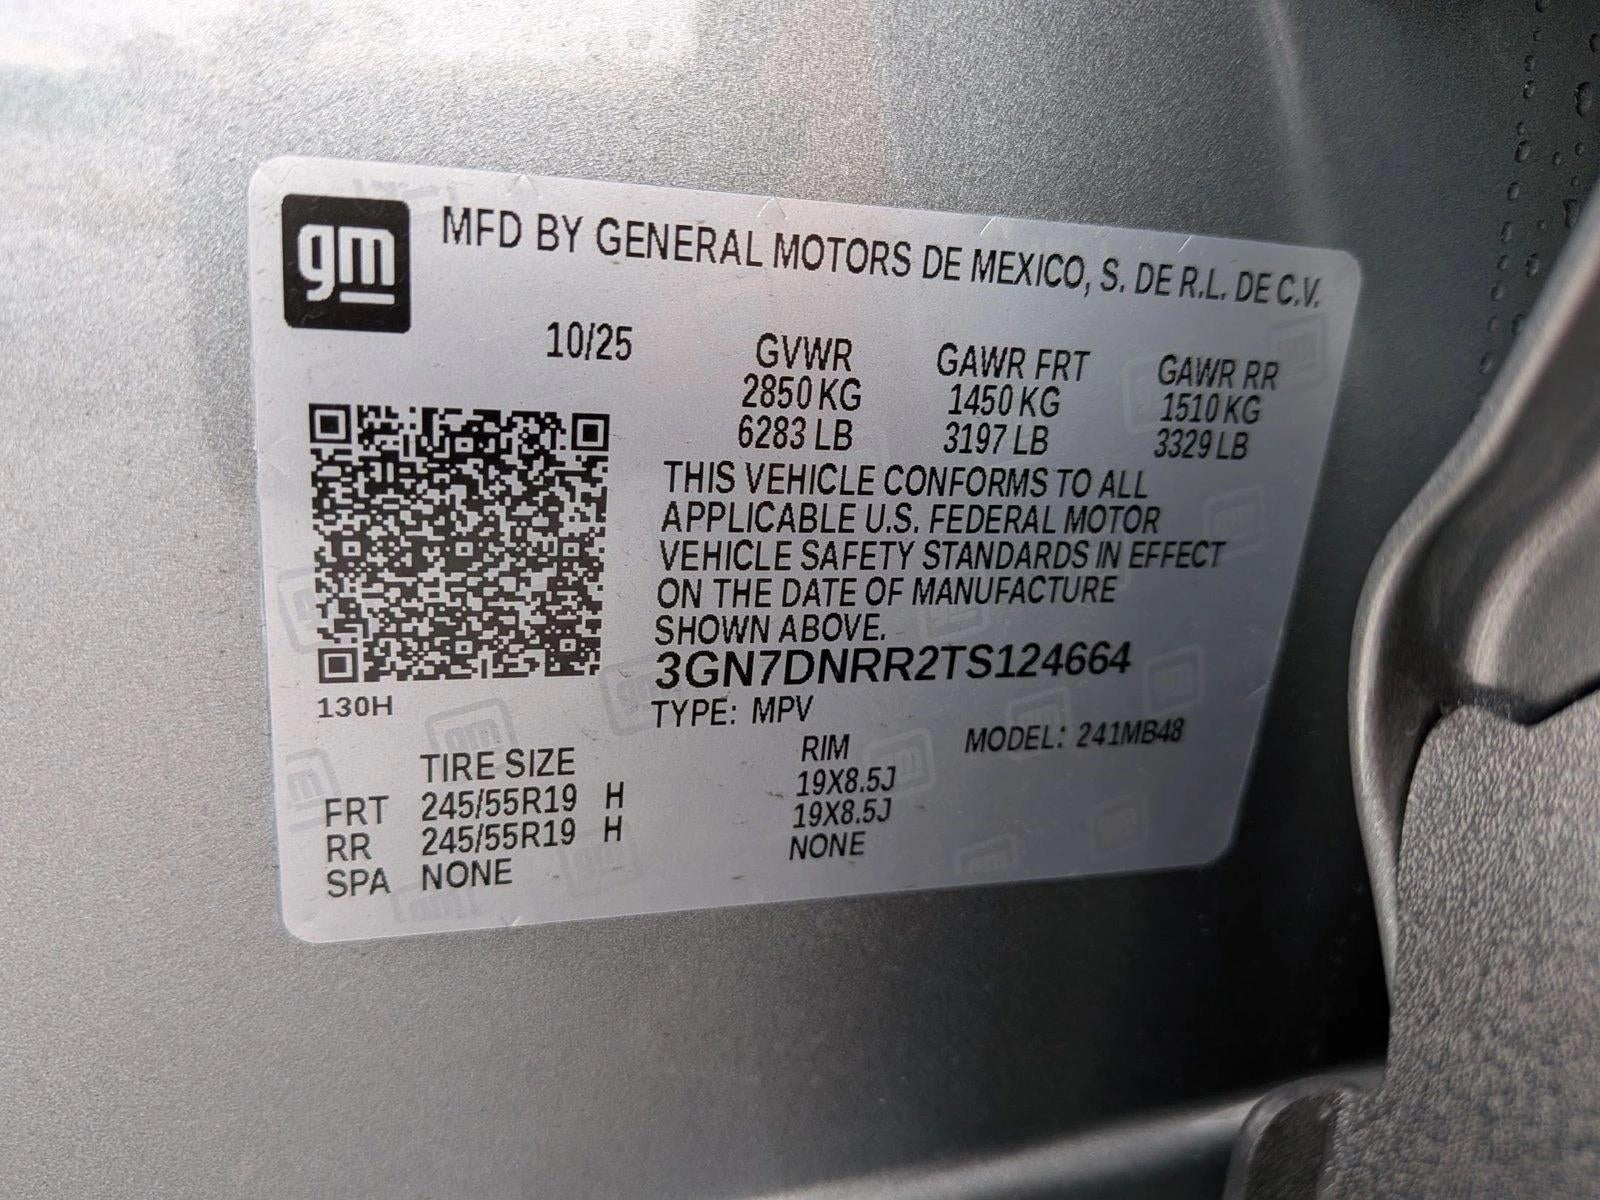 gm
MFD BY GENERAL MOTORS DE MEXICO, S. DE R.L. DE C.V.
10/25 GVWR GAWR FRT GAWR RR
2850 KG 1450 KG 1510 KG
6283 LB 3197 LB 3329 LB
THIS VEHICLE CONFORMS TO ALL
APPLICABLE U.S. FEDERAL MOTOR
VEHICLE SAFETY STANDARDS IN EFFECT
ON THE DATE OF MANUFACTURE
SHOWN ABOVE.
3GN7DNRR2TS124664
130H
TYPE: MPV
TIRE SIZE RIM MODEL: 241MB48
FRT 245/55R19 H 19X8.5J
RR 245/55R19 H 19X8.5J
SPA NONE NONE